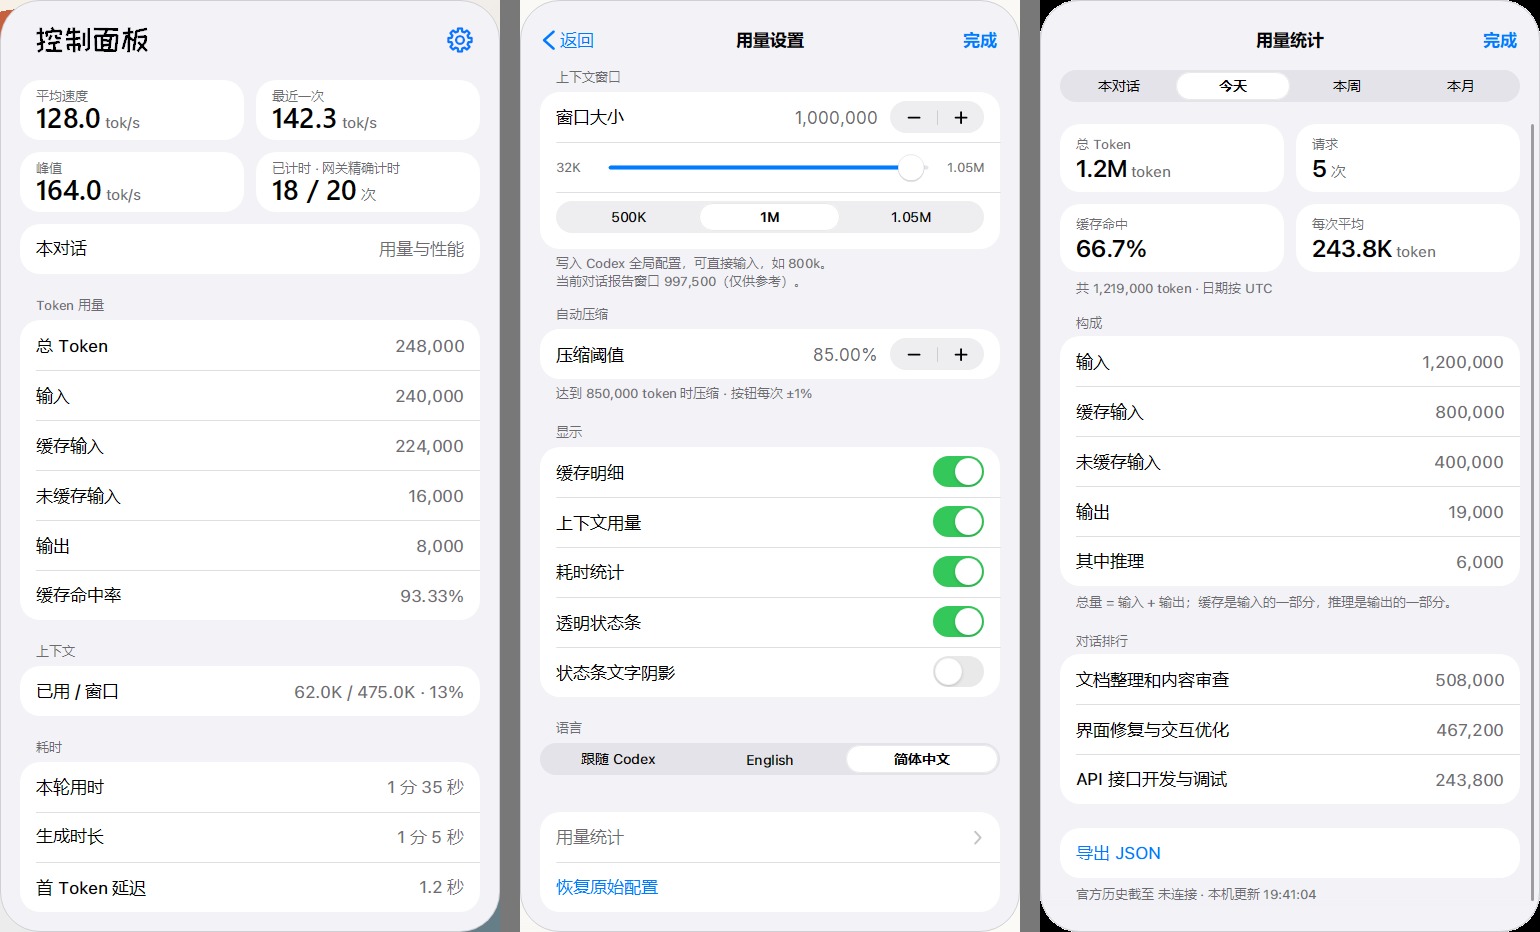 控制面板
平均速度
128.0 tok/s
最近一次
142.3 tok/s
峰值
164.0 tok/s
已计时 · 网关精确计时
18 / 20 次
本对话 用量与性能
Token 用量
总 Token 248,000
输入 240,000
缓存输入 224,000
未缓存输入 16,000
输出 8,000
缓存命中率 93.33%
上下文
已用 / 窗口 62.0K / 475.0K · 13%
耗时
本轮用时 1 分 35 秒
生成时长 1 分 5 秒
首 Token 延迟 1.2 秒
返回 用量设置 完成
上下文窗口
窗口大小 1,000,000 − +
32K 1.05M
500K 1M 1.05M
写入 Codex 全局配置，可直接输入，如 800k。
当前对话报告窗口 997,500（仅供参考）。
自动压缩
压缩阈值 85.00% − +
达到 850,000 token 时压缩 · 按钮每次 ±1%
显示
缓存明细
上下文用量
耗时统计
透明状态条
状态条文字阴影
语言
跟随 Codex English 简体中文
用量统计
恢复原始配置
用量统计 完成
本对话 今天 本周 本月
总 Token
1.2M token
请求
5 次
缓存命中
66.7%
每次平均
243.8K token
共 1,219,000 token · 日期按 UTC
构成
输入 1,200,000
缓存输入 800,000
未缓存输入 400,000
输出 19,000
其中推理 6,000
总量 = 输入 + 输出；缓存是输入的一部分，推理是输出的一部分。
对话排行
文档整理和内容审查 508,000
界面修复与交互优化 467,200
API 接口开发与调试 243,800
导出 JSON
官方历史截至 未连接 · 本机更新 19:41:04